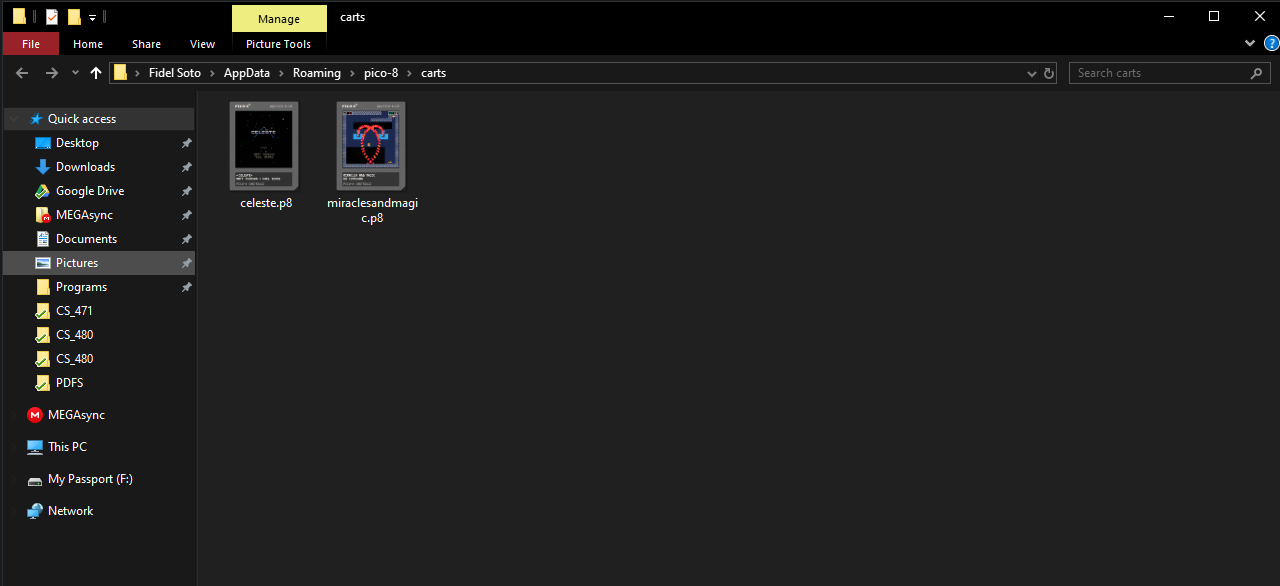 Manage
carts
File
Home
Share
View
Picture Tools
Fidel Soto
AppData
Roaming
pico-8
carts
Search carts
Quick access
Desktop
Downloads
Google Drive
MEGAsync
Documents
Pictures
Programs
CS_471
CS_480
CS_480
PDFS
MEGAsync
This PC
My Passport (F:)
Network
CELESTE
celeste.p8
miraclesandmagi
c.p8